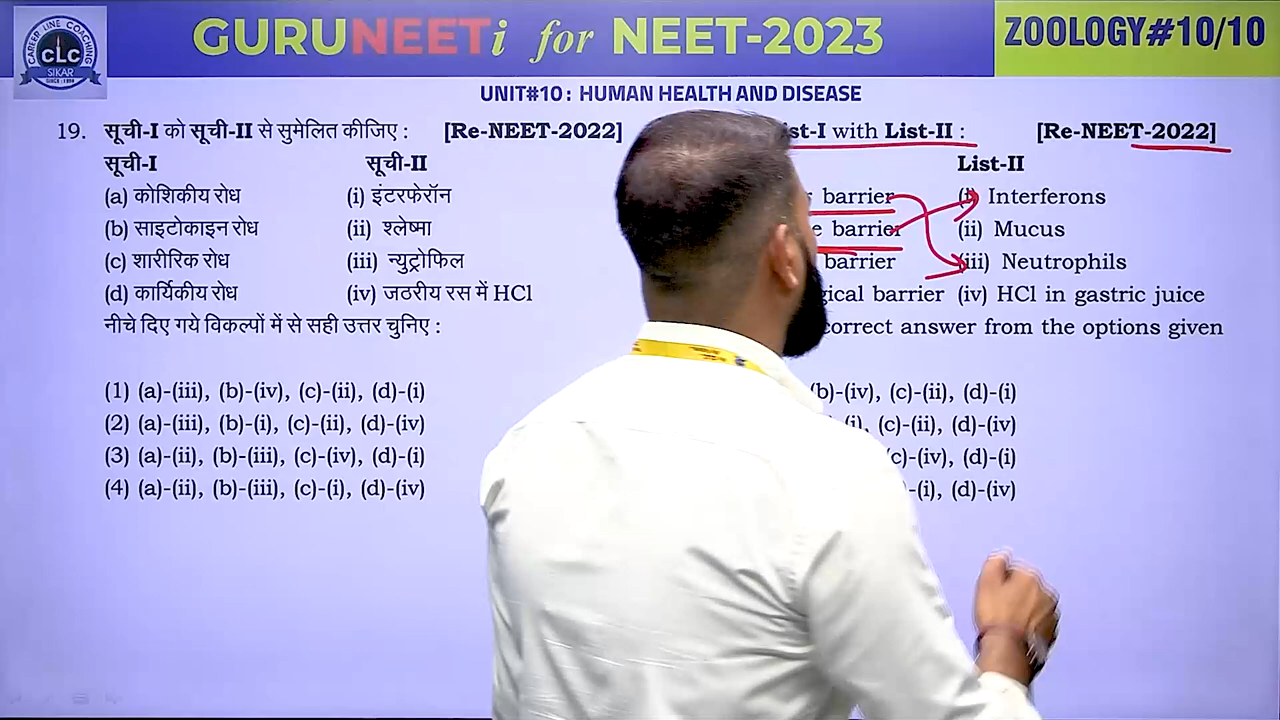 CAREER LINE COACHING
CLC
SIKAR
SINCE : 1996
GURUNEETi for NEET-2023
ZOOLOGY#10/10
UNIT#10 : HUMAN HEALTH AND DISEASE
19. सूची-I को सूची-II से सुमेलित कीजिए : [Re-NEET-2022]
सूची-I सूची-II
(a) कोशिकीय रोध (i) इंटरफेरॉन
(b) साइटोकाइन रोध (ii) श्लेष्मा
(c) शारीरिक रोध (iii) न्युट्रोफिल
(d) कार्यिकीय रोध (iv) जठरीय रस में HCl
नीचे दिए गये विकल्पों में से सही उत्तर चुनिए :
(1) (a)-(iii), (b)-(iv), (c)-(ii), (d)-(i)
(2) (a)-(iii), (b)-(i), (c)-(ii), (d)-(iv)
(3) (a)-(ii), (b)-(iii), (c)-(iv), (d)-(i)
(4) (a)-(ii), (b)-(iii), (c)-(i), (d)-(iv)
with List-II : [Re-NEET-2022]
List-II
barrier (i) Interferons
barrier (ii) Mucus
barrier (iii) Neutrophils
barrier (iv) HCl in gastric juice
correct answer from the options given
(b)-(iv), (c)-(ii), (d)-(i)
(i), (c)-(ii), (d)-(iv)
(c)-(iv), (d)-(i)
-(i), (d)-(iv)